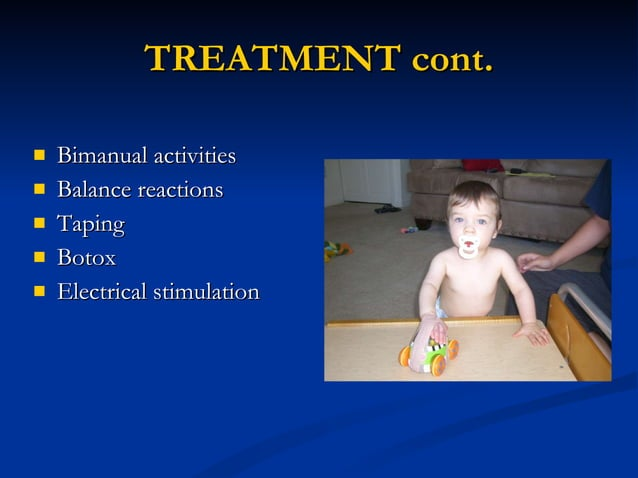 TREATMENT cont.
Bimanual activities
Balance reactions
Taping
Botox
Electrical stimulation